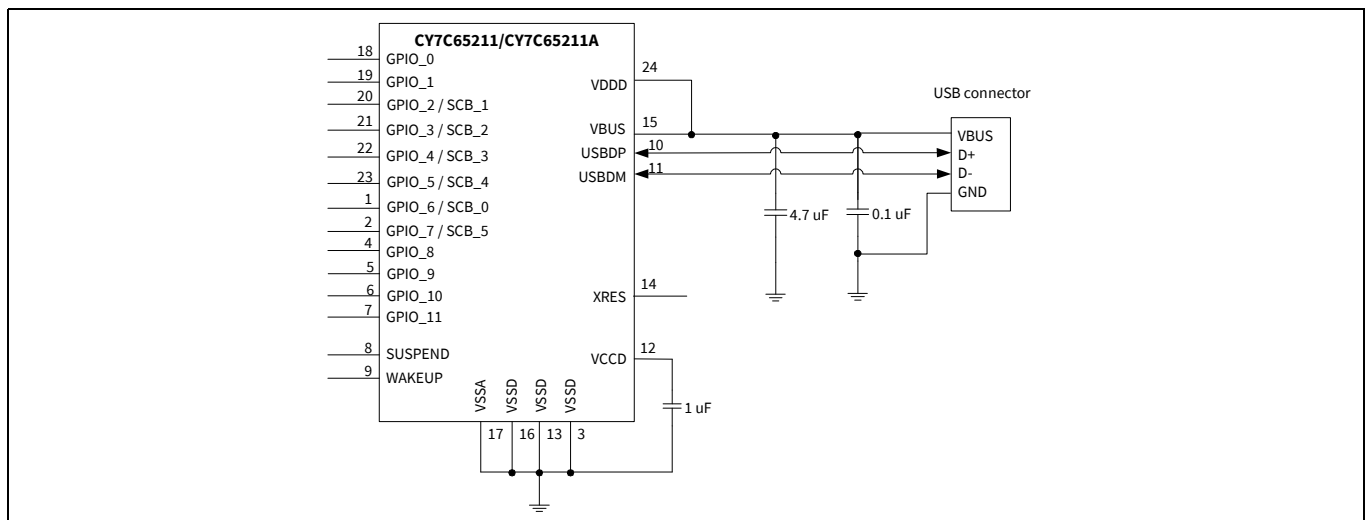 CY7C65211/CY7C65211A
18 GPIO_0
19 GPIO_1
20 GPIO_2 / SCB_1
21 GPIO_3 / SCB_2
22 GPIO_4 / SCB_3
23 GPIO_5 / SCB_4
1 GPIO_6 / SCB_0
2 GPIO_7 / SCB_5
4 GPIO_8
5 GPIO_9
6 GPIO_10
7 GPIO_11
8 SUSPEND
9 WAKEUP
VDDD 24
VBUS 15
USBDP 10
USBDM 11
XRES 14
VCCD 12
VSSA
VSSD
VSSD
VSSD
17 16 13 3
1 uF
4.7 uF
0.1 uF
USB connector
VBUS
D+
D-
GND